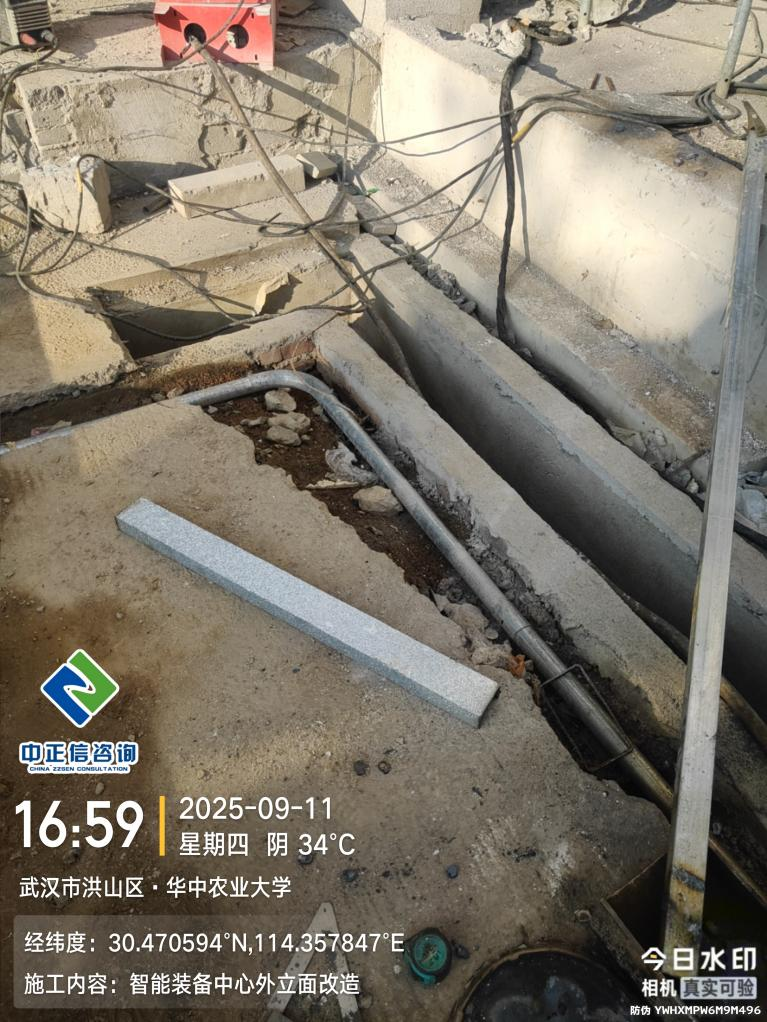 中正信咨询
CHINA ZZSEN CONSULTATION
16:59
2025-09-11
星期四 阴 34°C
武汉市洪山区·华中农业大学
经纬度：30.470594°N,114.357847°E
施工内容：智能装备中心外立面改造
今日水印
相机 真实可验
防伪 YWHXMPW6M9M496